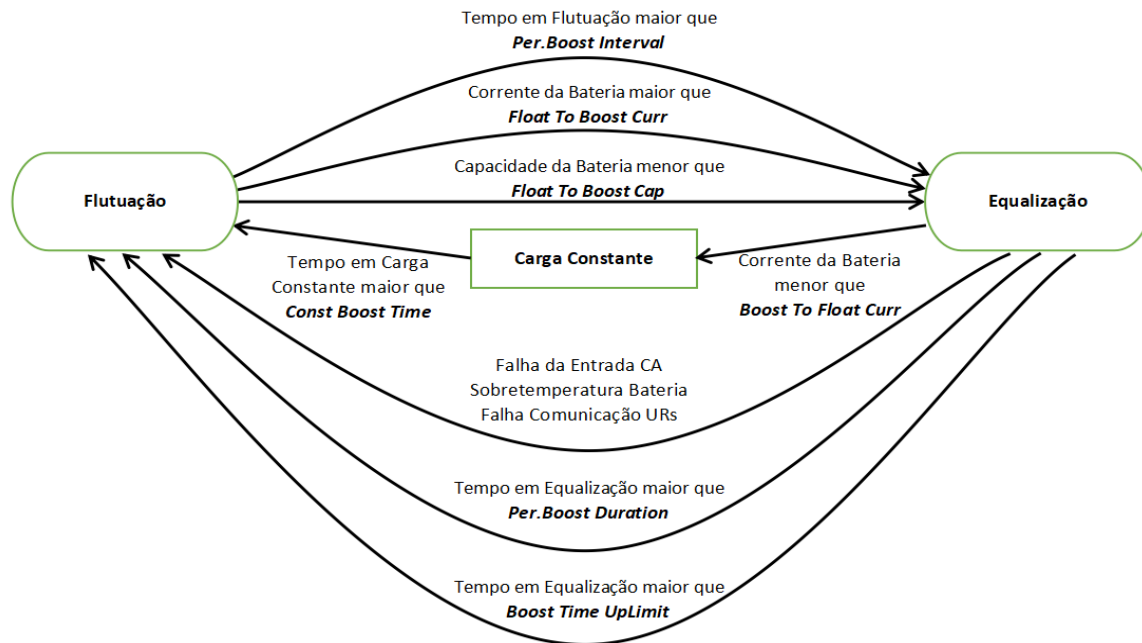 Tempo em Flutuação maior que
Per.Boost Interval
Corrente da Bateria maior que
Float To Boost Curr
Capacidade da Bateria menor que
Float To Boost Cap
Flutuação
Equalização
Carga Constante
Tempo em Carga
Constante maior que
Const Boost Time
Corrente da Bateria
menor que
Boost To Float Curr
Falha da Entrada CA
Sobretemperatura Bateria
Falha Comunicação URs
Tempo em Equalização maior que
Per.Boost Duration
Tempo em Equalização maior que
Boost Time UpLimit